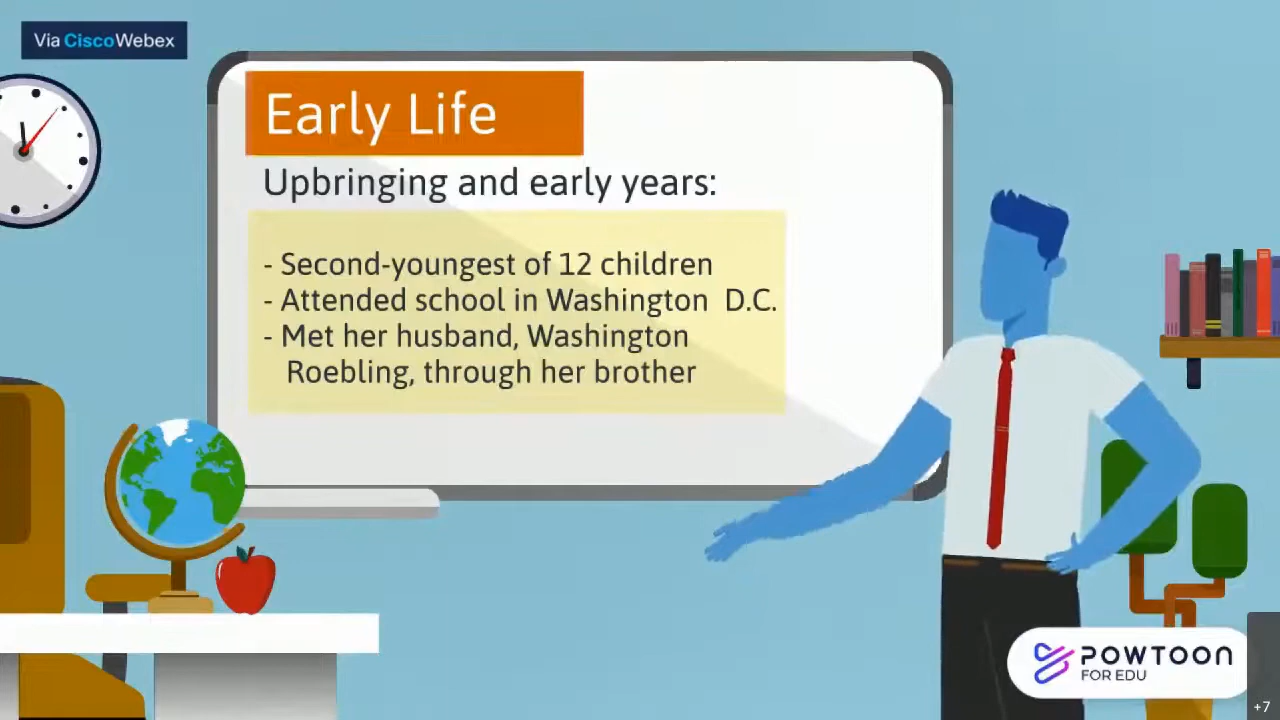 Via CiscoWebex
Early Life
Upbringing and early years:
- Second-youngest of 12 children
- Attended school in Washington D.C.
- Met her husband, Washington
Roebling, through her brother
POWTOON
FOR EDU
+7